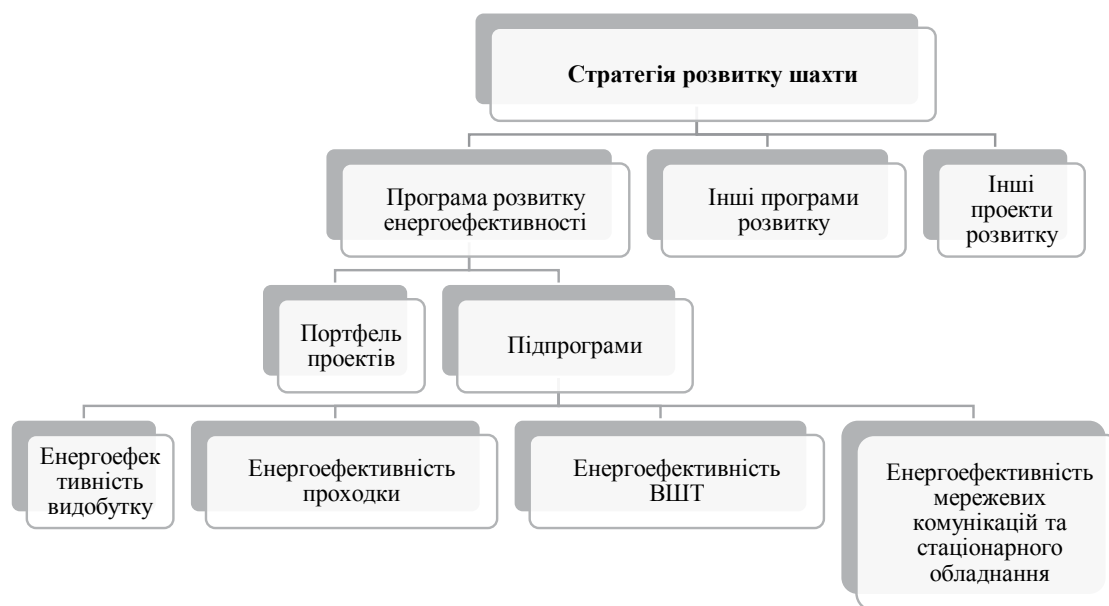 Стратегія розвитку шахти
Програма розвитку
енергоефективності
Інші програми
розвитку
Інші
проекти
розвитку
Портфель
проектів
Підпрограми
Енергоефек
тивність
видобутку
Енергоефективність
проходки
Енергоефективність
ВШТ
Енергоефективність
мережевих
комунікацій та
стаціонарного
обладнання